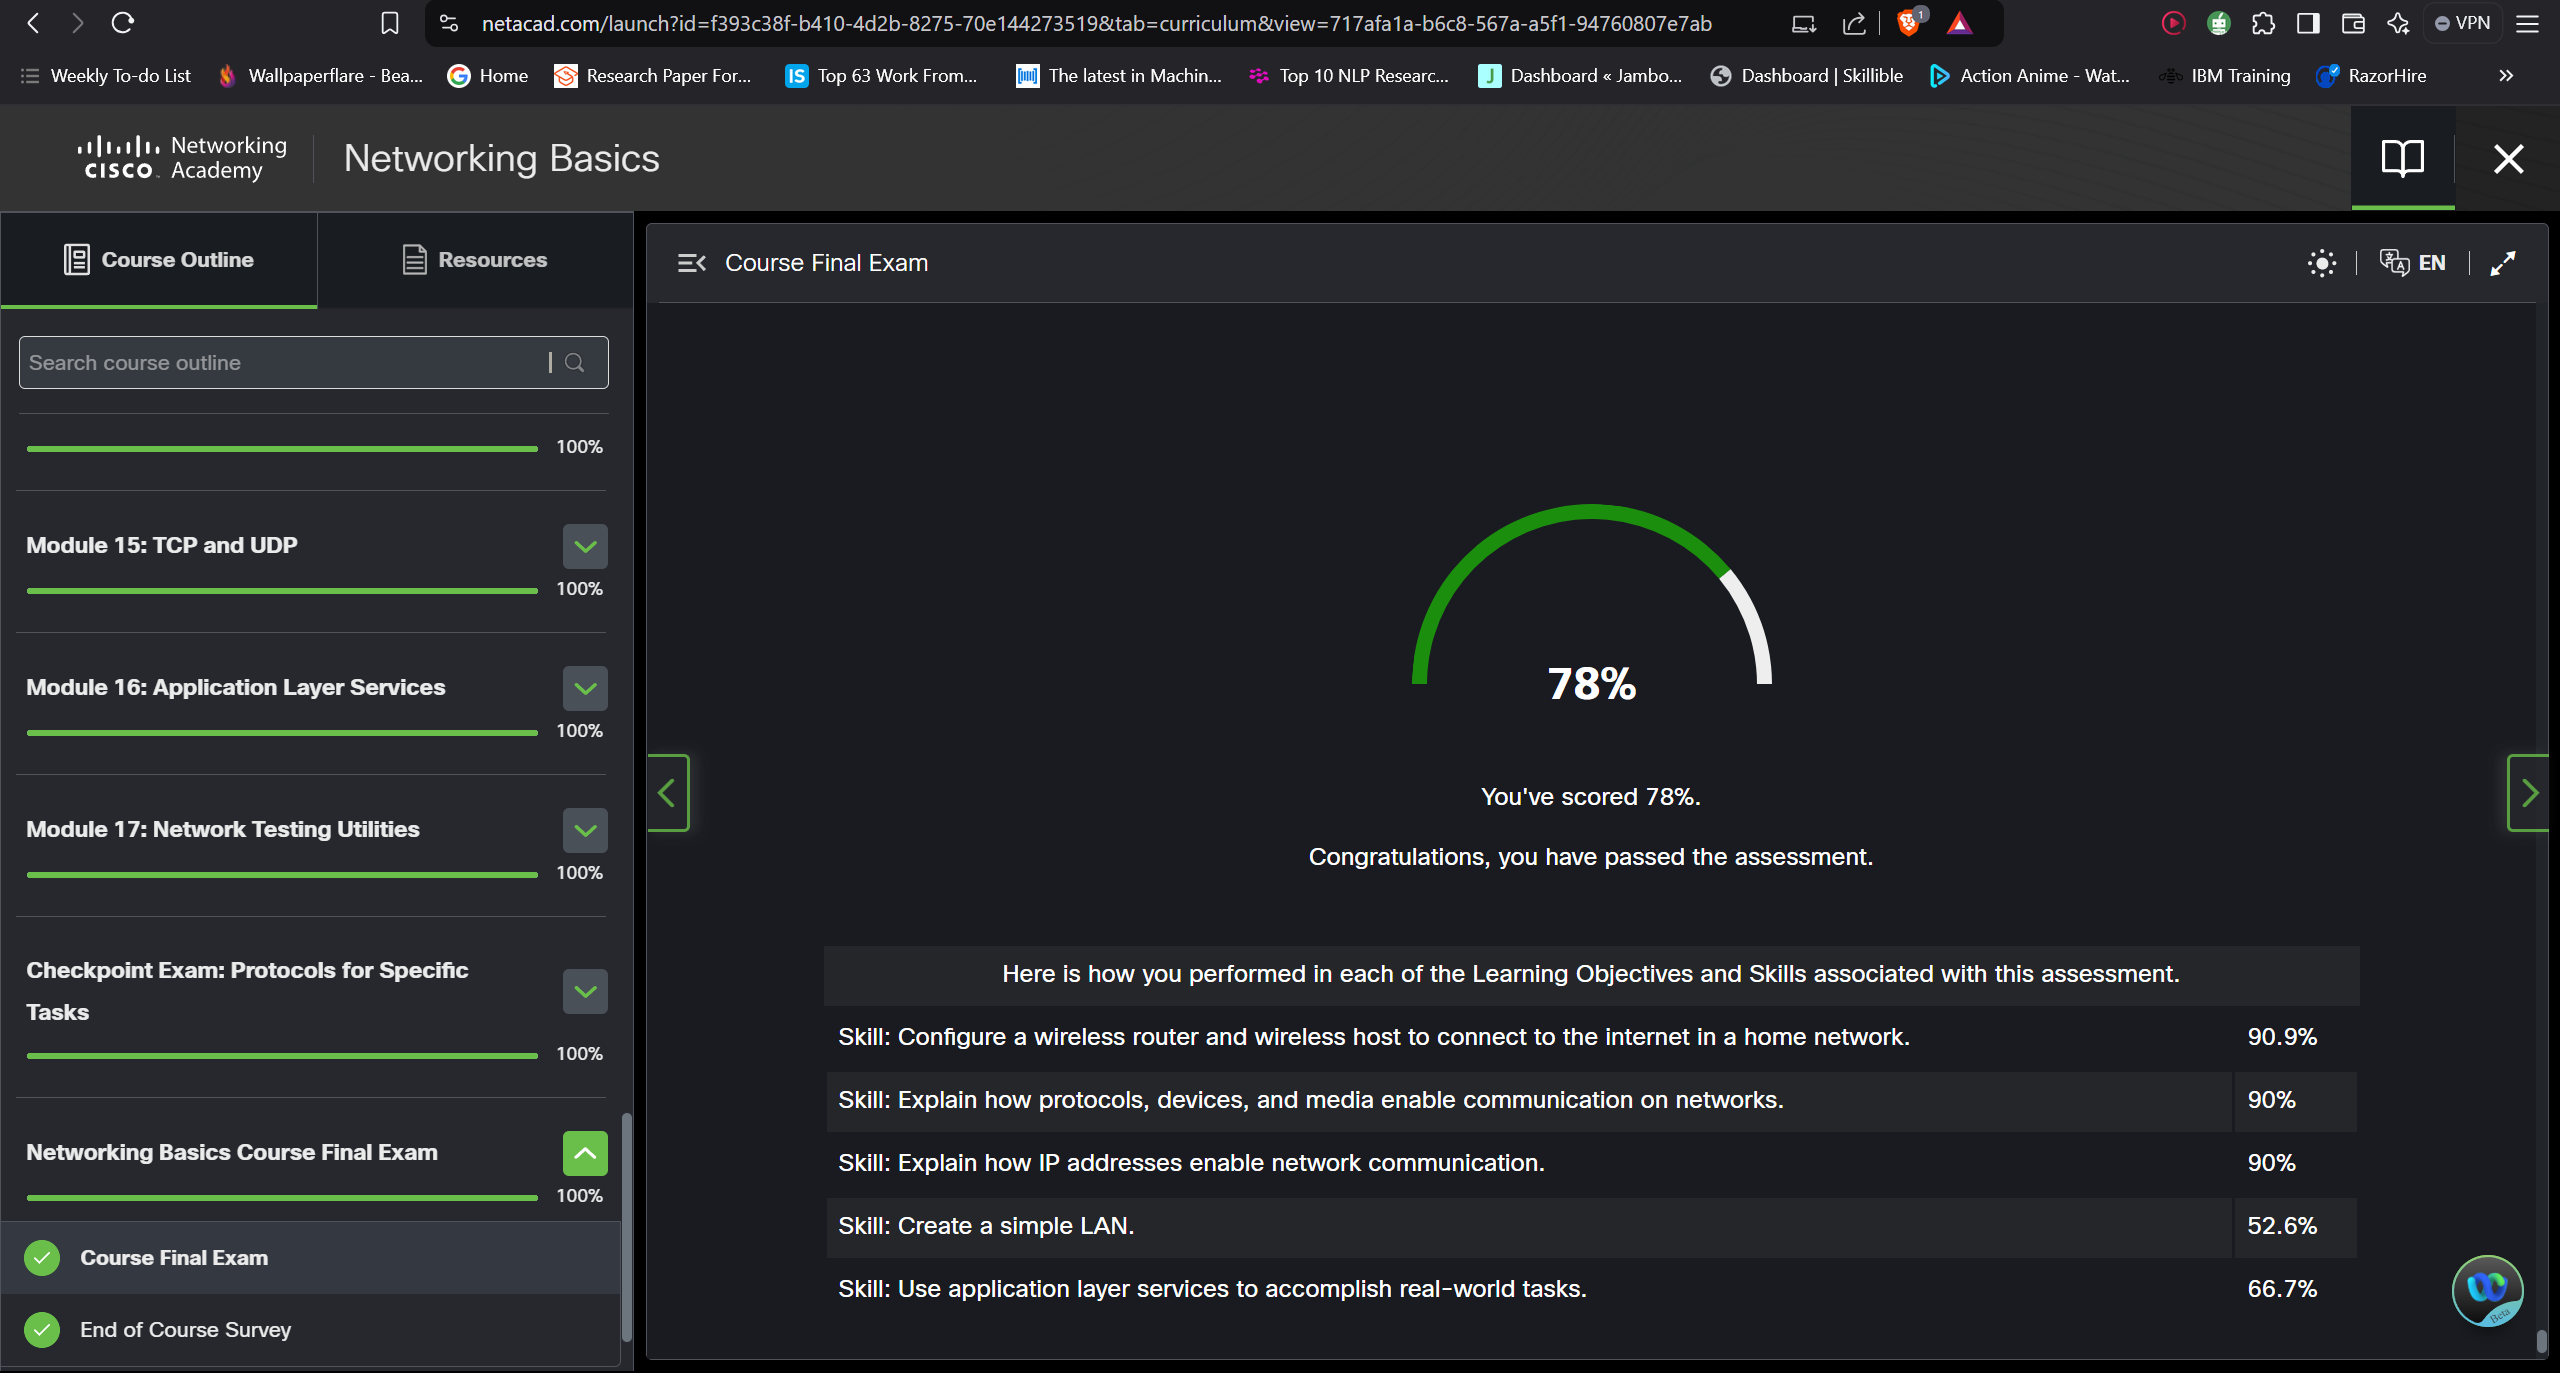 netacad.com/launch?id=f393c38f-b410-4d2b-8275-70e144273519&tab=curriculum&view=717afa1a-b6c8-567a-a5f1-94760807e7ab
1
VPN
Weekly To-do List
Wallpaperflare - Bea...
Home
Research Paper For...
IS Top 63 Work From...
The latest in Machin...
Top 10 NLP Researc...
J Dashboard « Jambo...
Dashboard | Skillible
Action Anime - Wat...
IBM Training
RazorHire
CISCO Networking Academy
Networking Basics
Course Outline
Resources
Search course outline
100%
Module 15: TCP and UDP
100%
Module 16: Application Layer Services
100%
Module 17: Network Testing Utilities
100%
Checkpoint Exam: Protocols for Specific
Tasks
100%
Networking Basics Course Final Exam
100%
Course Final Exam
End of Course Survey
Course Final Exam
EN
78%
You've scored 78%.
Congratulations, you have passed the assessment.
Here is how you performed in each of the Learning Objectives and Skills associated with this assessment.
Skill: Configure a wireless router and wireless host to connect to the internet in a home network. 90.9%
Skill: Explain how protocols, devices, and media enable communication on networks. 90%
Skill: Explain how IP addresses enable network communication. 90%
Skill: Create a simple LAN. 52.6%
Skill: Use application layer services to accomplish real-world tasks. 66.7%
Beta